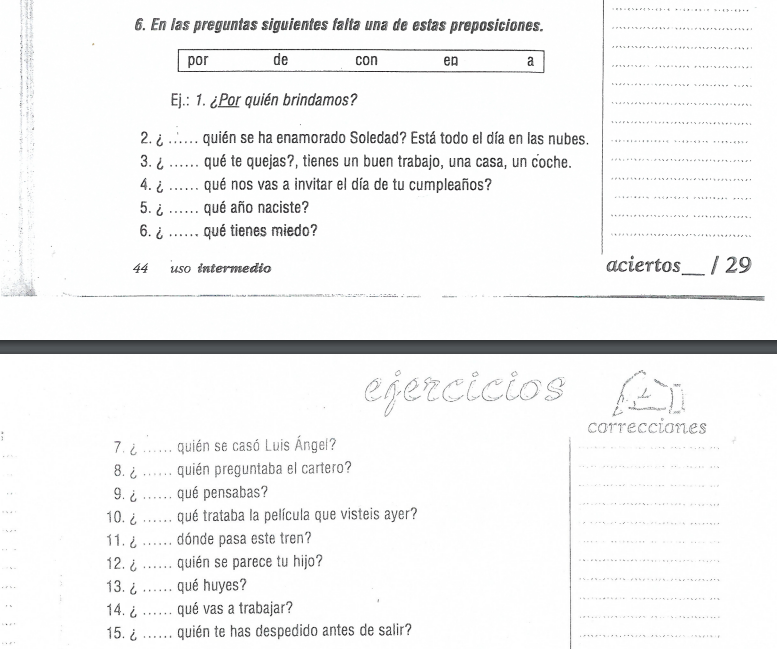 6. En las preguntas siguientes falta una de estas preposiciones.
por de con en a
Ej.: 1. ¿Por quién brindamos?
2. ¿ ...... quién se ha enamorado Soledad? Está todo el día en las nubes.
3. ¿ ...... qué te quejas?, tienes un buen trabajo, una casa, un coche.
4. ¿ ...... qué nos vas a invitar el día de tu cumpleaños?
5. ¿ ...... qué año naciste?
6. ¿ ...... qué tienes miedo?
44 uso intermedio
aciertos__ / 29
ejercicios
correcciones
7. ¿ ...... quién se casó Luis Ángel?
8. ¿ ...... quién preguntaba el cartero?
9. ¿ ...... qué pensabas?
10. ¿ ...... qué trataba la película que visteis ayer?
11. ¿ ...... dónde pasa este tren?
12. ¿ ...... quién se parece tu hijo?
13. ¿ ...... qué huyes?
14. ¿ ...... qué vas a trabajar?
15. ¿ ...... quién te has despedido antes de salir?